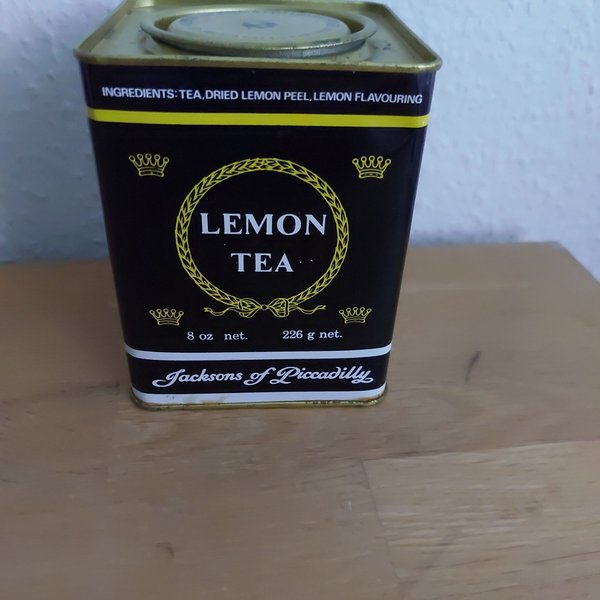 INGREDIENTS: TEA, DRIED LEMON PEEL, LEMON FLAVOURING
LEMON
TEA
8 oz net. 226 g net.
Jacksons of Piccadilly